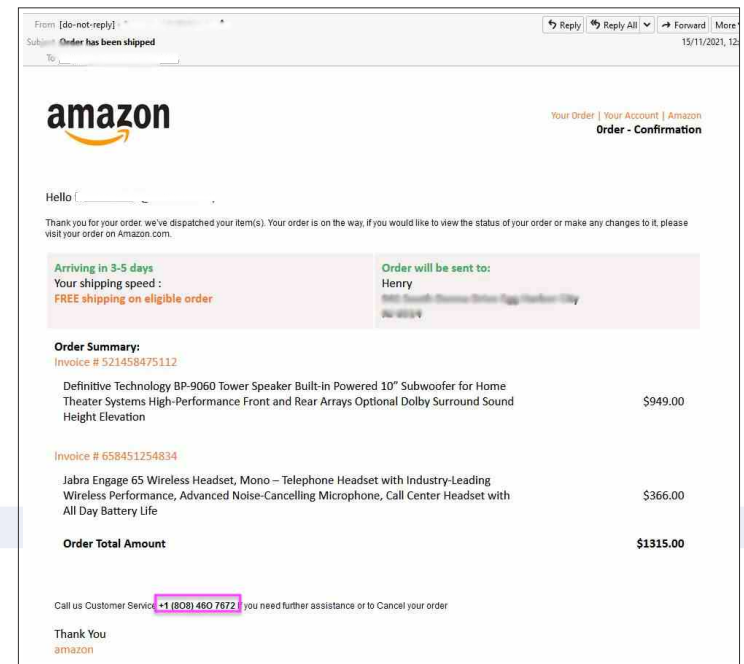 From [do-not-reply]
Reply Reply All Forward More
Subject Order has been shipped
15/11/2021, 12:
To
amazon
Your Order | Your Account | Amazon
0rder - Confirmation
Hello
Thank you for your order. we've dispatched your item(s). Your order is on the way, if you would like to view the status of your order or make any changes to it, please
visit your order on Amazon.com.
Arriving in 3-5 days
Order will be sent to:
Your shipping speed :
Henry
FREE shipping on eligible order
Order Summary:
Invoice # 521458475112
Definitive Technology BP-9060 Tower Speaker Built-in Powered 10” Subwoofer for Home
Theater Systems High-Performance Front and Rear Arrays Optional Dolby Surround Sound
Height Elevation
$949.00
Invoice # 658451254834
Jabra Engage 65 Wireless Headset, Mono – Telephone Headset with Industry-Leading
Wireless Performance, Advanced Noise-Cancelling Microphone, Call Center Headset with
All Day Battery Life
$366.00
Order Total Amount
$1315.00
Call us Customer Service +1 (8O8) 46O 7672 If you need further assistance or to Cancel your order
Thank You
amazon